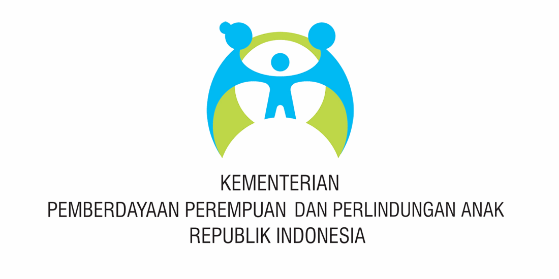 KEMENTERIAN
PEMBERDAYAAN PEREMPUAN DAN PERLINDUNGAN ANAK
REPUBLIK INDONESIA